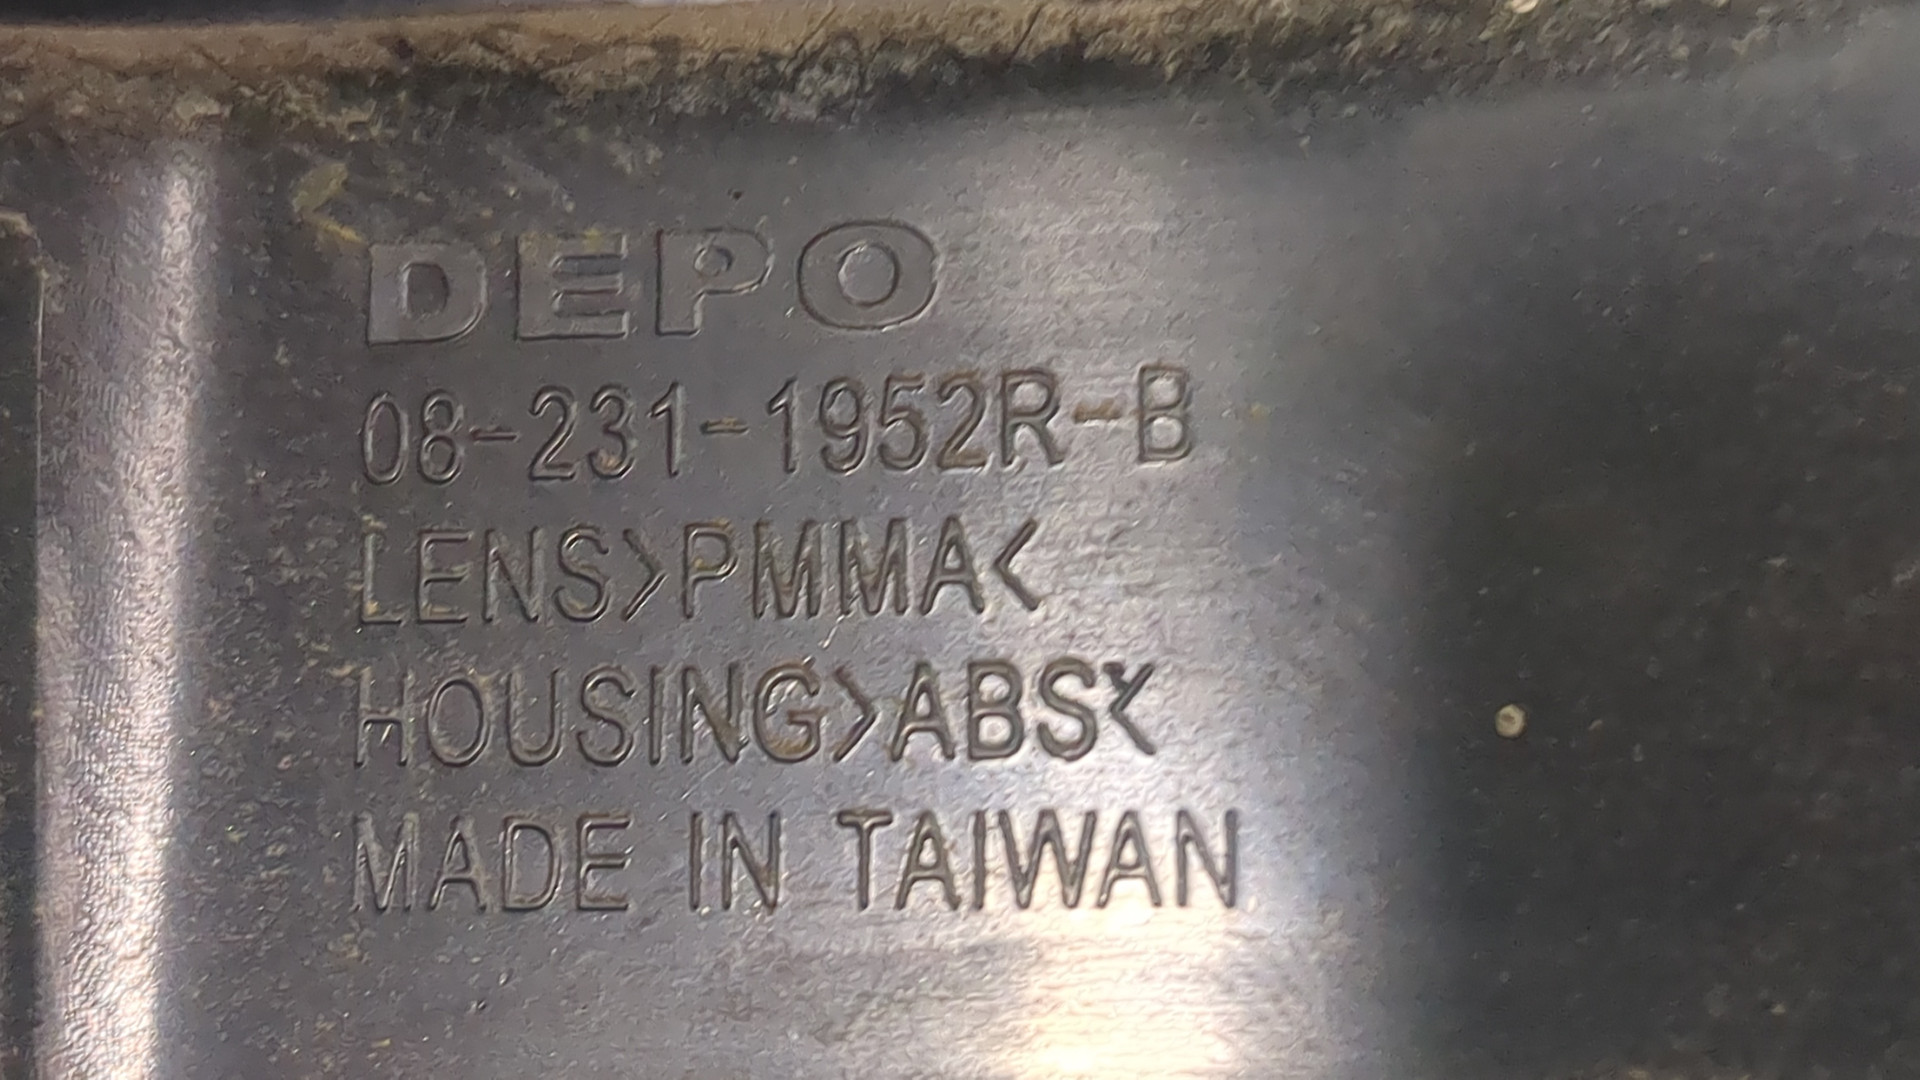 DEPO
08-231-1952R-B
LENS>PMMA<
HOUSING>ABS<
MADE IN TAIWAN